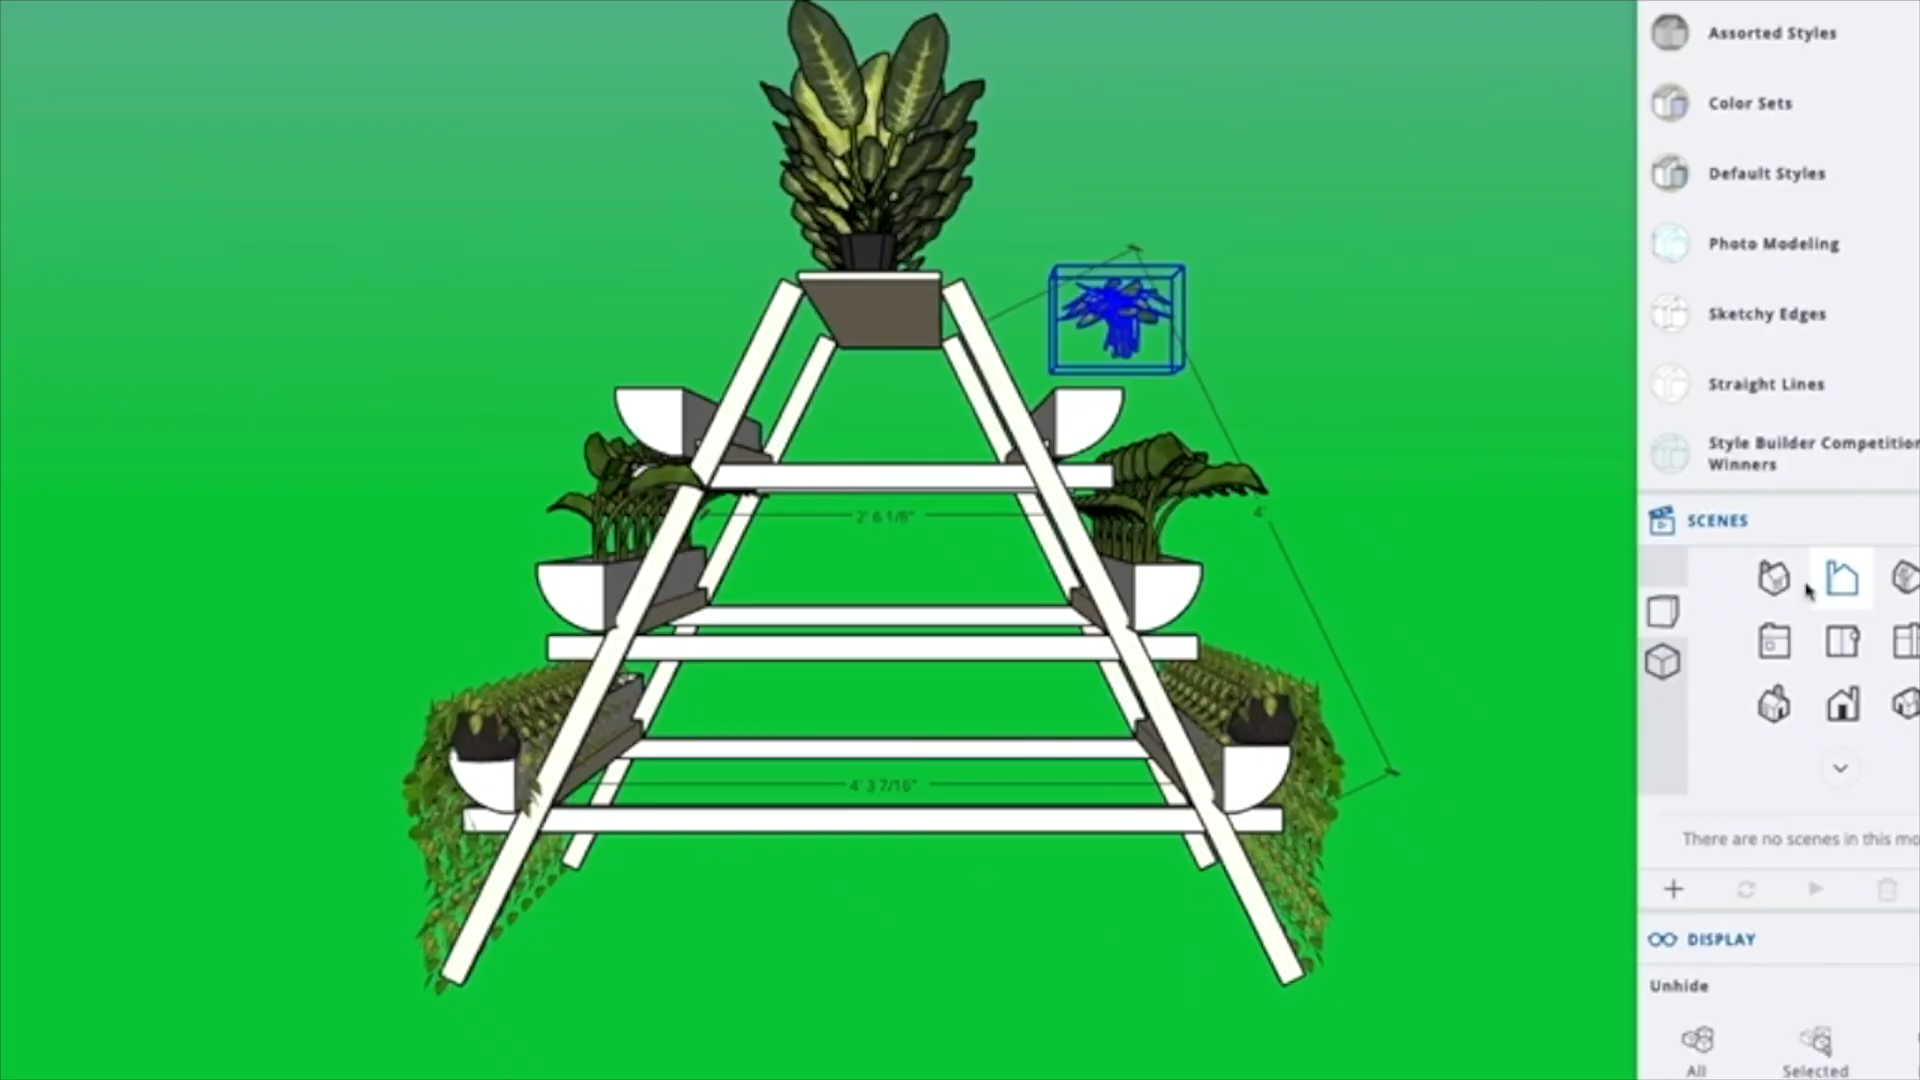 Assorted Styles
Color Sets
Default Styles
Photo Modeling
Sketchy Edges
Straight Lines
Style Builder Competition
Winners
SCENES
There are no scenes in this mo
DISPLAY
Unhide
All
Selected
2' 6 1/8"
4'
4' 3 7/16"